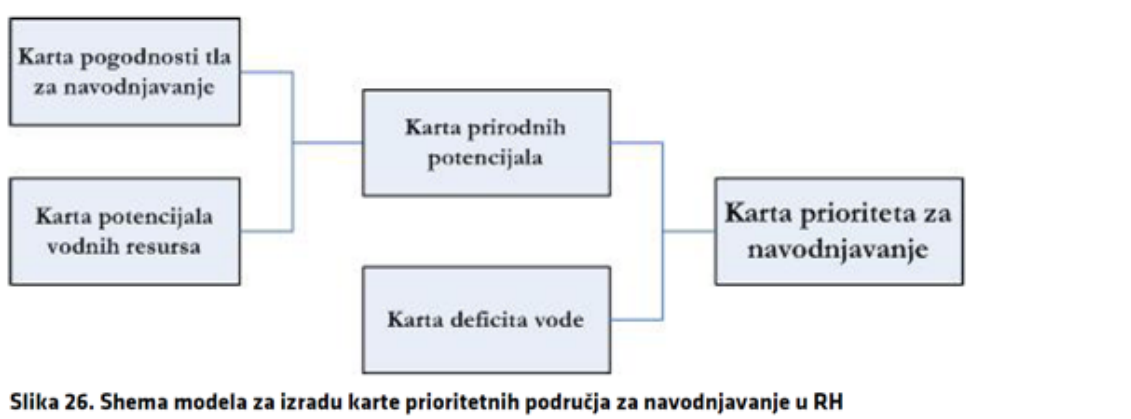 Karta pogodnosti tla
za navodnjavanje
Karta potencijala
vodnih resursa
Karta prirodnih
potencijala
Karta deficita vode
Karta prioriteta za
navodnjavanje
Slika 26. Shema modela za izradu karte prioritetnih područja za navodnjavanje u RH